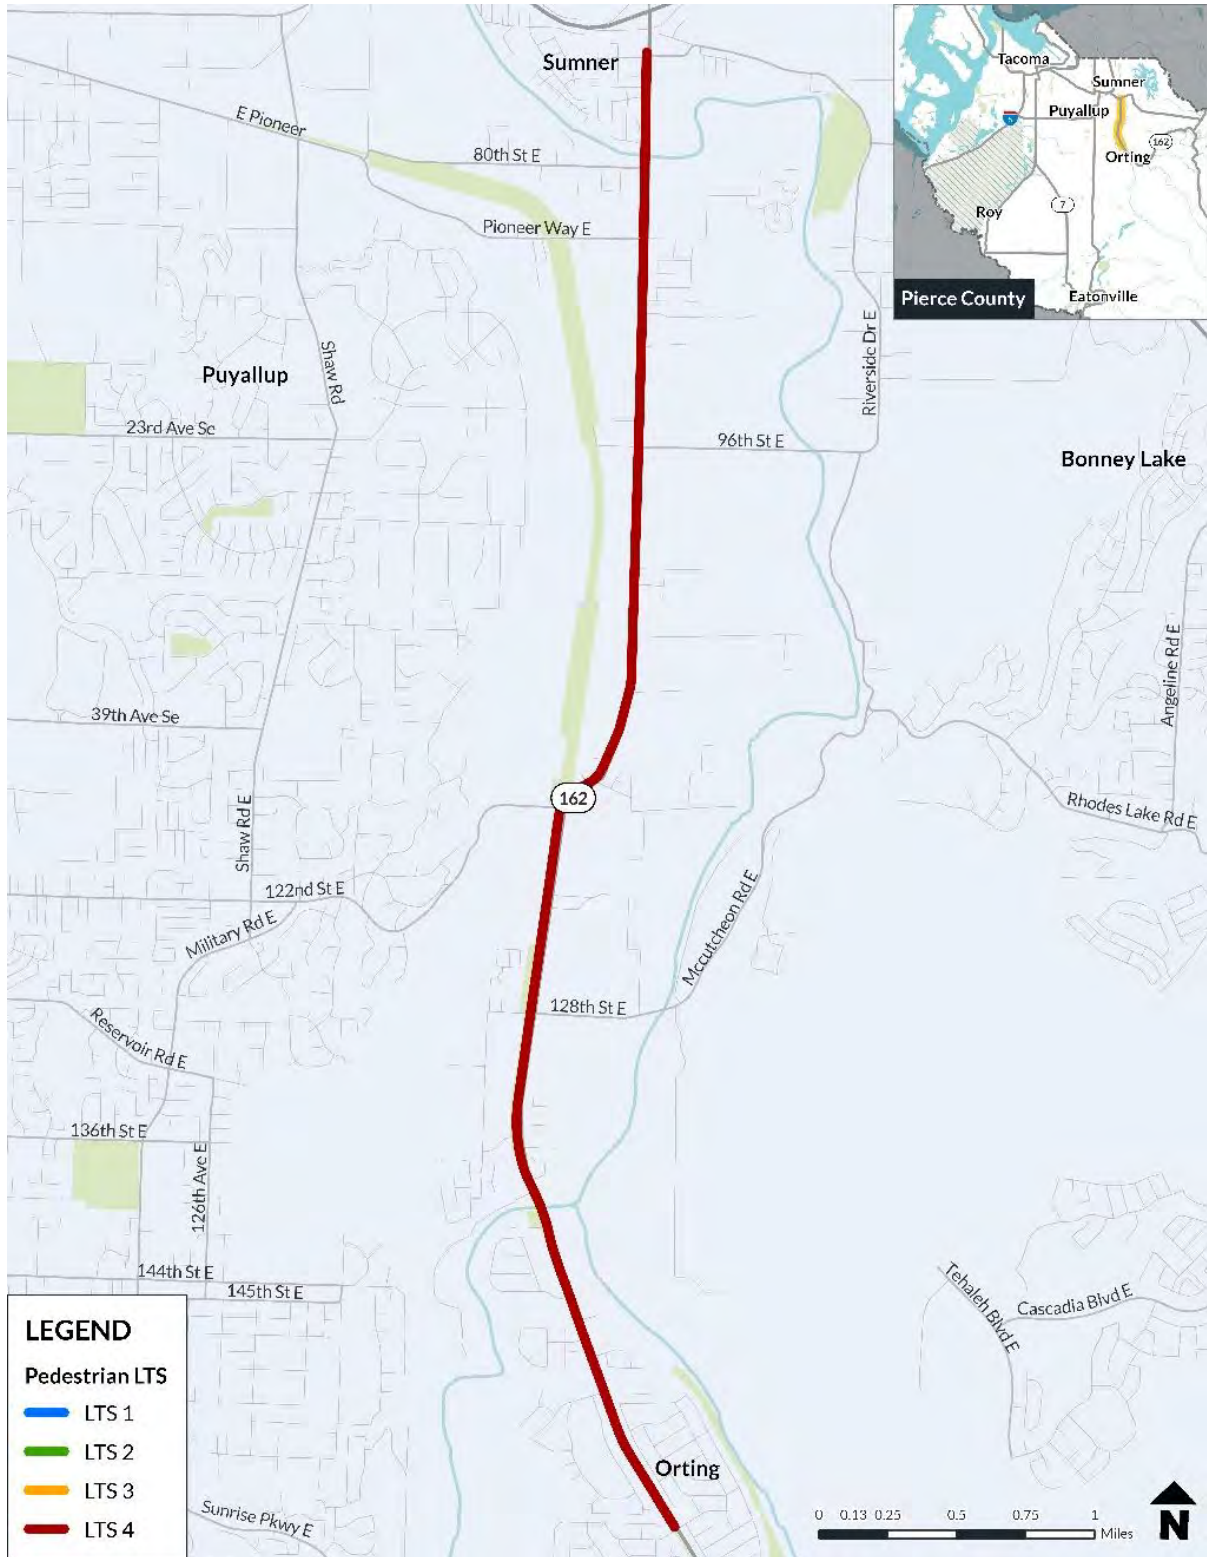 Sumner
E Pioneer
80th St E
Pioneer Way E
Tacoma
Sumner
Puyallup
5
162
Orting
7
Roy
Pierce County
Eatonville
Puyallup
Shaw Rd
Riverside Dr E
23rd Ave Se
96th St E
Bonney Lake
39th Ave Se
Angeline Rd E
162
Rhodes Lake Rd E
Shaw Rd E
122nd St E
Military Rd E
Mccutcheon Rd E
128th St E
Reservoir Rd E
136th St E
126th Ave E
144th St E
145th St E
Tehaleh Blvd E
Cascadia Blvd E
LEGEND
Pedestrian LTS
LTS 1
LTS 2
LTS 3
LTS 4
Orting
Sunrise Pkwy E
0 0.13 0.25 0.5 0.75 1
Miles
N